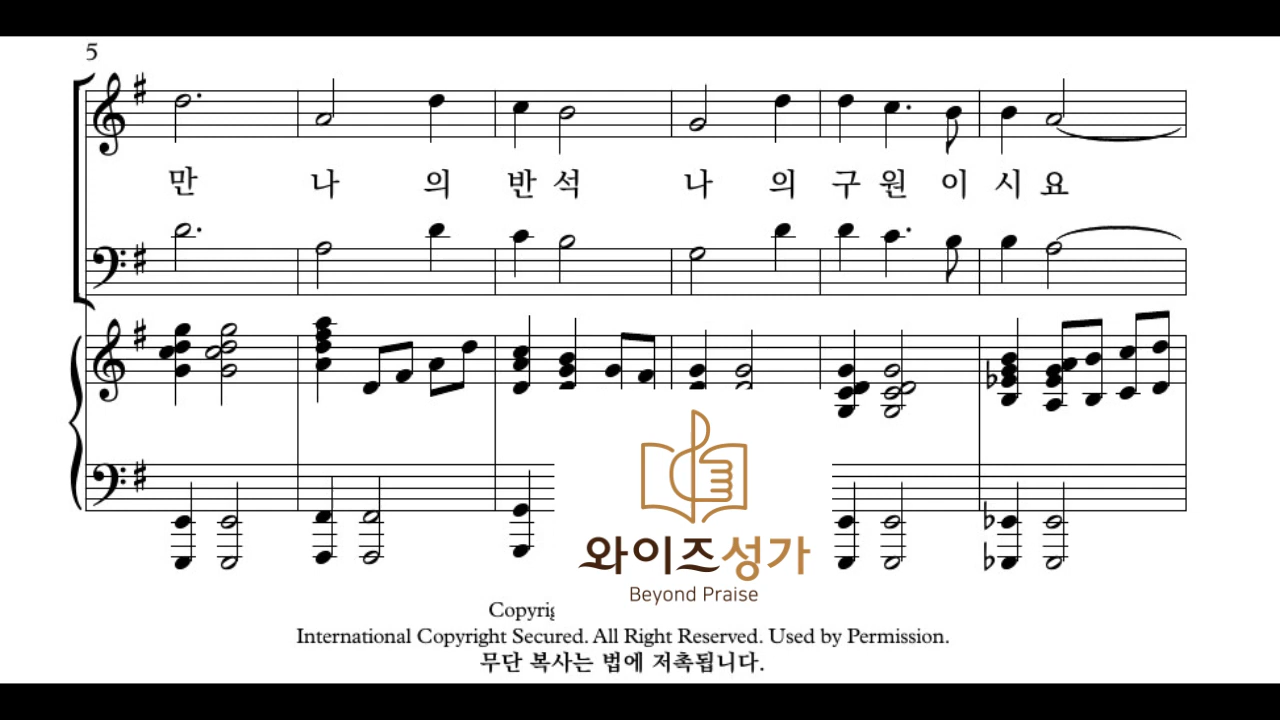 5
만 나 의 반 석 나 의 구 원 이 시 요
와이즈성가
Beyond Praise
International Copyright Secured. All Right Reserved. Used by Permission.
무단 복사는 법에 저촉됩니다.